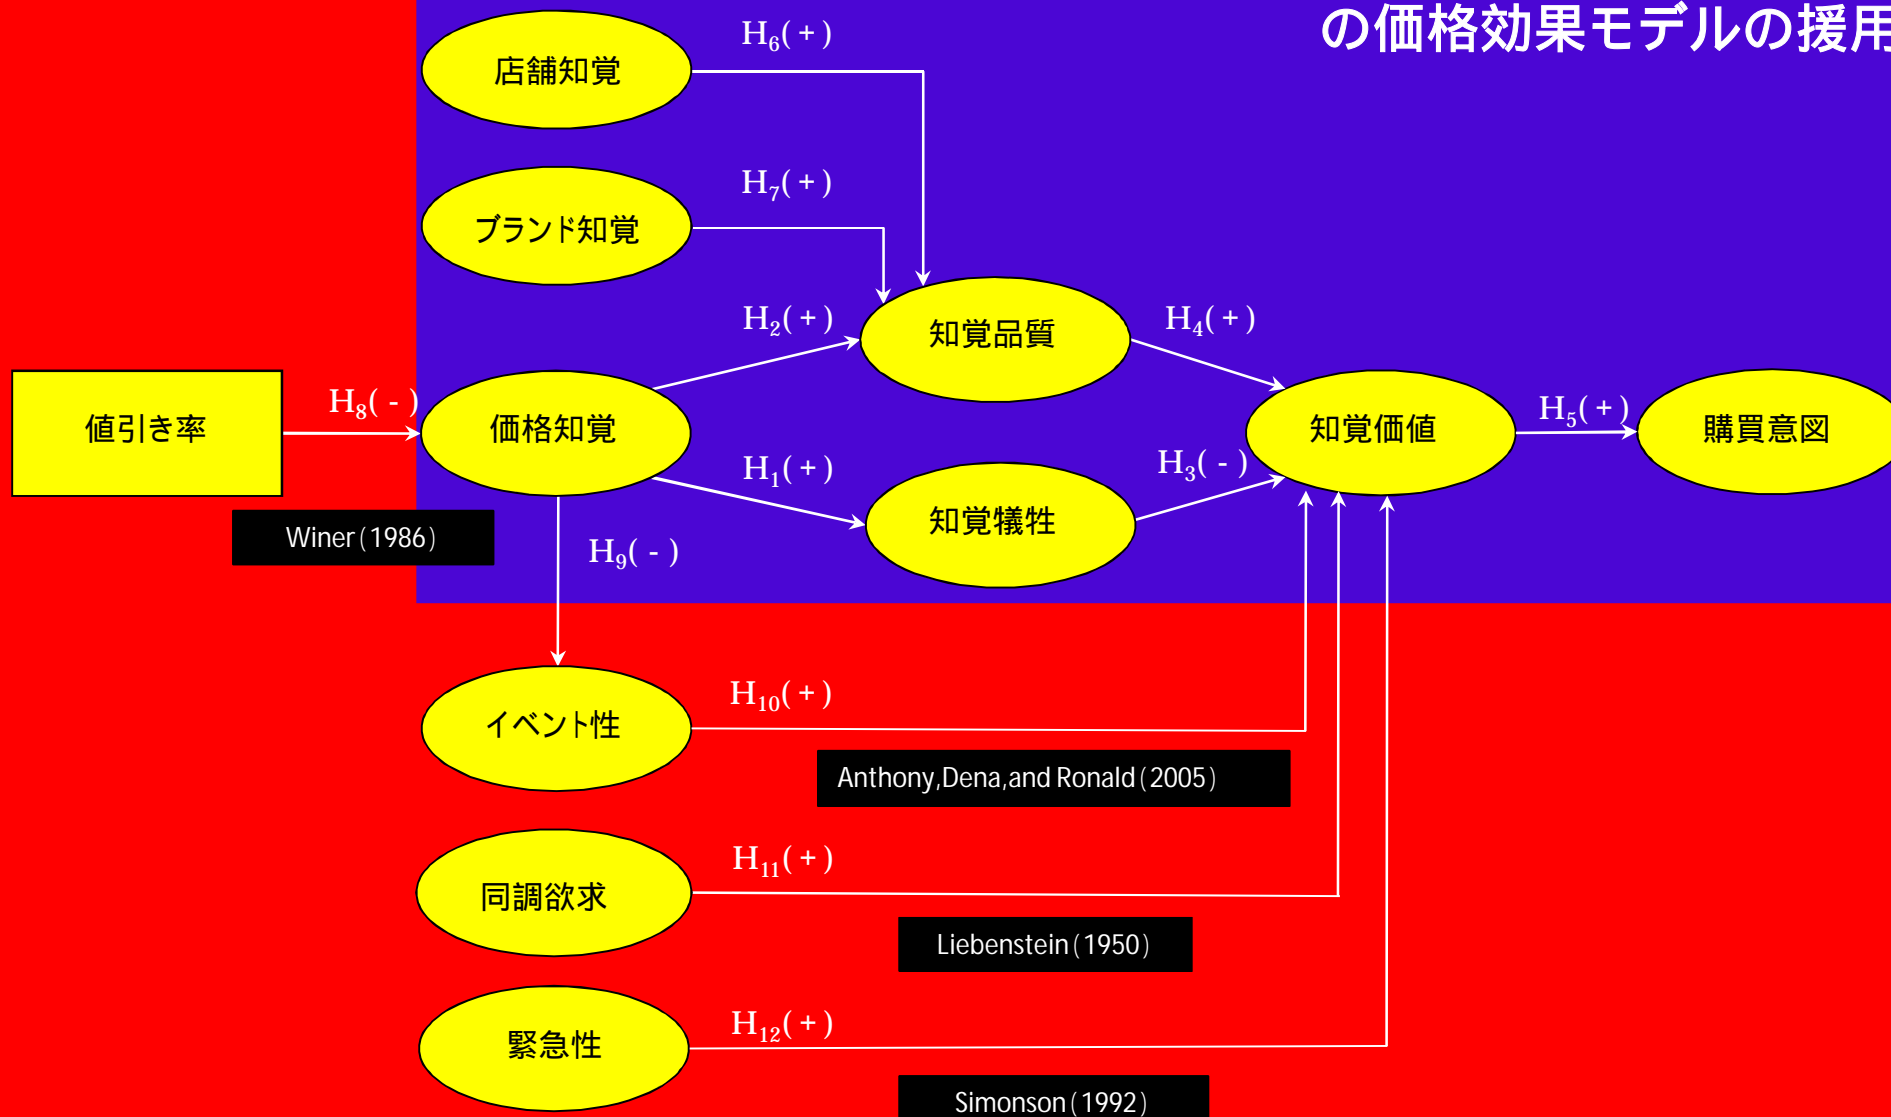 の価格効果モデルの援用
H6(+)
店舗知覚
H7(+)
ブランド知覚
H2(+)
知覚品質
H4(+)
値引き率
H8(-)
価格知覚
知覚価値
H5(+)
購買意図
H1(+)
H3(-)
知覚犠牲
Winer(1986)
H9(-)
イベント性
H10(+)
Anthony,Dena,and Ronald(2005)
同調欲求
H11(+)
Liebenstein(1950)
緊急性
H12(+)
Simonson(1992)